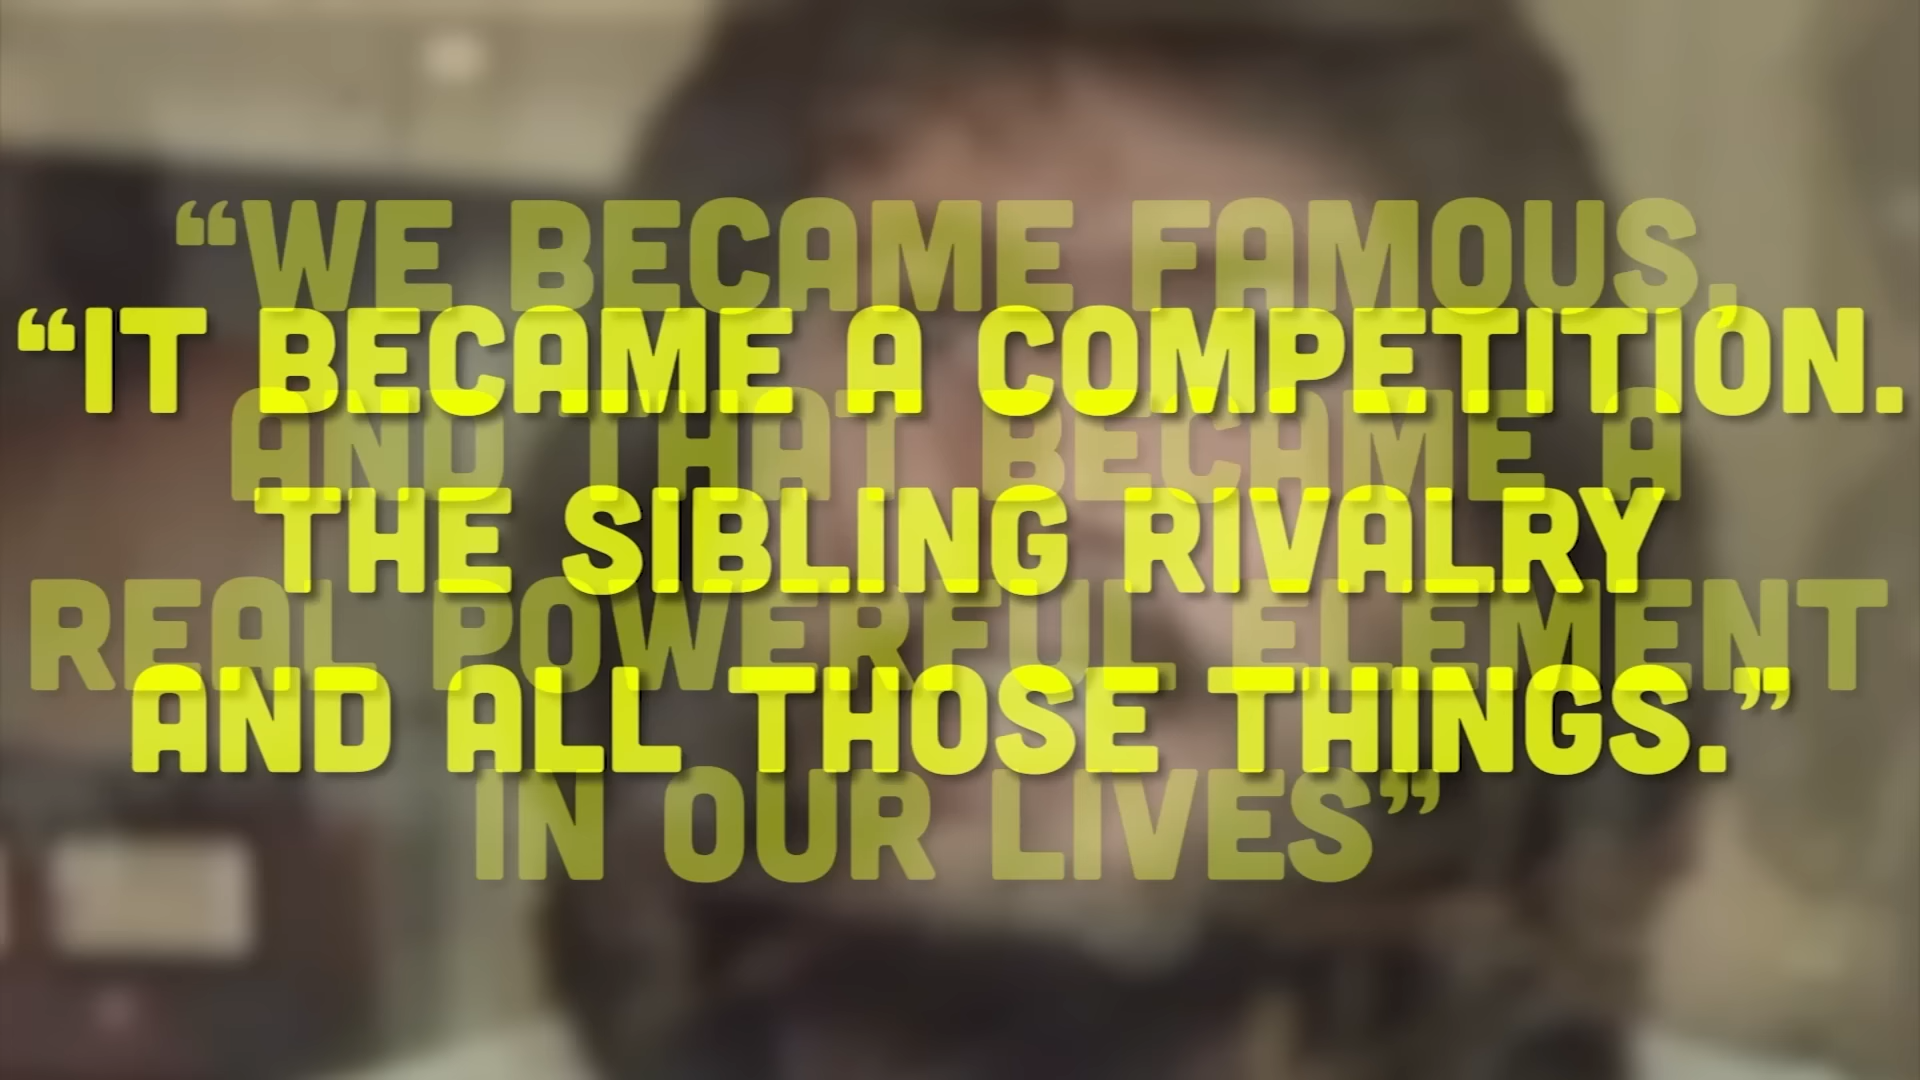 “WE BECAME FAMOUS,
“IT BECAME A COMPETITION.
AND THAT BECAME A
THE SIBLING RIVALRY
REAL POWERFUL ELEMENT
AND ALL THOSE THINGS.”
IN OUR LIVES”